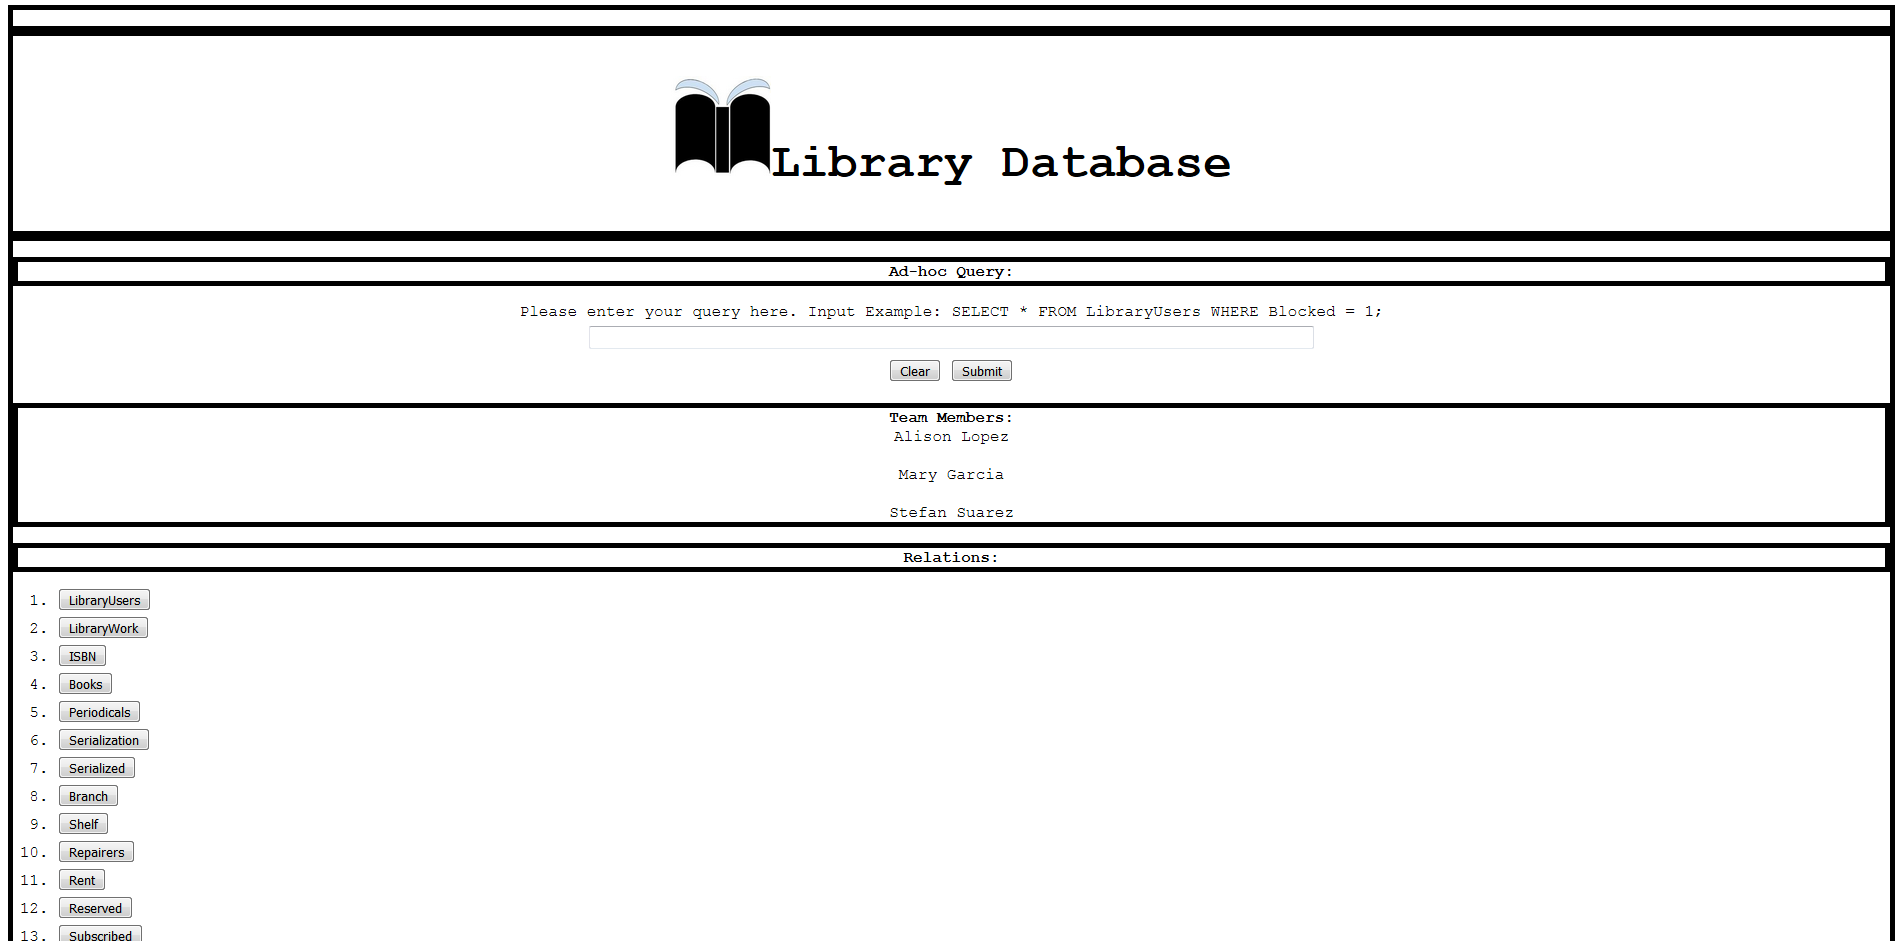 Library Database
Ad-hoc Query:
Please enter your query here. Input Example: SELECT * FROM LibraryUsers WHERE Blocked = 1;
Clear Submit
Team Members:
Alison Lopez
Mary Garcia
Stefan Suarez
Relations:
1. LibraryUsers
2. LibraryWork
3. ISBN
4. Books
5. Periodicals
6. Serialization
7. Serialized
8. Branch
9. Shelf
10. Repairers
11. Rent
12. Reserved
13. Subscribed